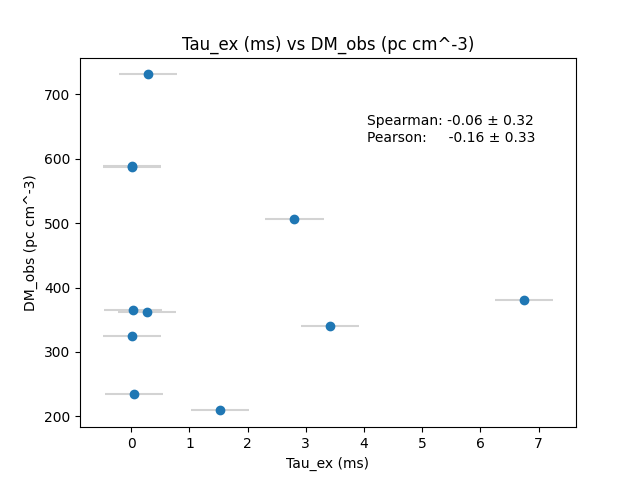 Tau_ex (ms) vs DM_obs (pc cm^-3)
Spearman: -0.06 ± 0.32
Pearson: -0.16 ± 0.33
DM_obs (pc cm^-3)
700
600
500
400
300
200
0 1 2 3 4 5 6 7
Tau_ex (ms)